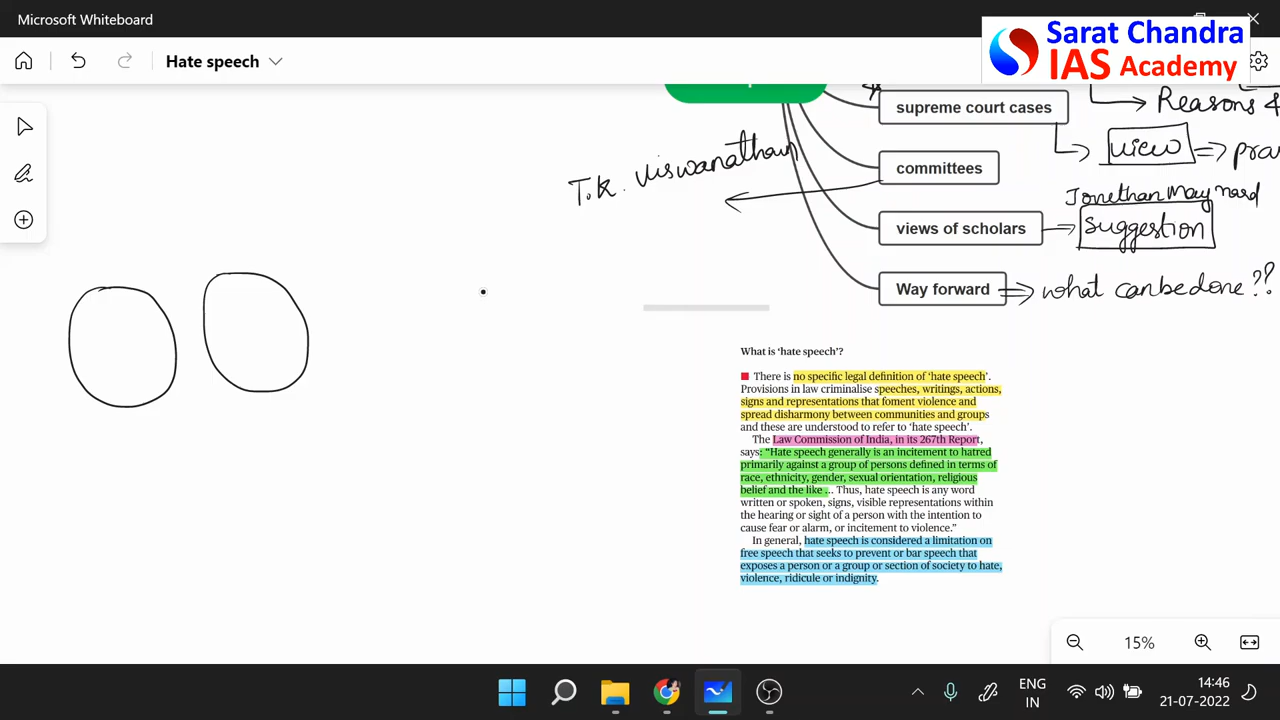 Microsoft Whiteboard
Sarat Chandra
IAS Academy
Hate speech
supreme court cases
Reasons &
view => pra
T.K. Viswanathan
committees
Jonethan May nard
views of scholars
Suggestion
Way forward
what can be done ??
What is ‘hate speech’?
There is no specific legal definition of ‘hate speech’.
Provisions in law criminalise speeches, writings, actions,
signs and representations that foment violence and
spread disharmony between communities and groups
and these are understood to refer to ‘hate speech’.
The Law Commission of India, in its 267th Report,
says: “Hate speech generally is an incitement to hatred
primarily against a group of persons defined in terms of
race, ethnicity, gender, sexual orientation, religious
belief and the like ... Thus, hate speech is any word
written or spoken, signs, visible representations within
the hearing or sight of a person with the intention to
cause fear or alarm, or incitement to violence.”
In general, hate speech is considered a limitation on
free speech that seeks to prevent or bar speech that
exposes a person or a group or section of society to hate,
violence, ridicule or indignity.
15%
ENG
IN
14:46
21-07-2022